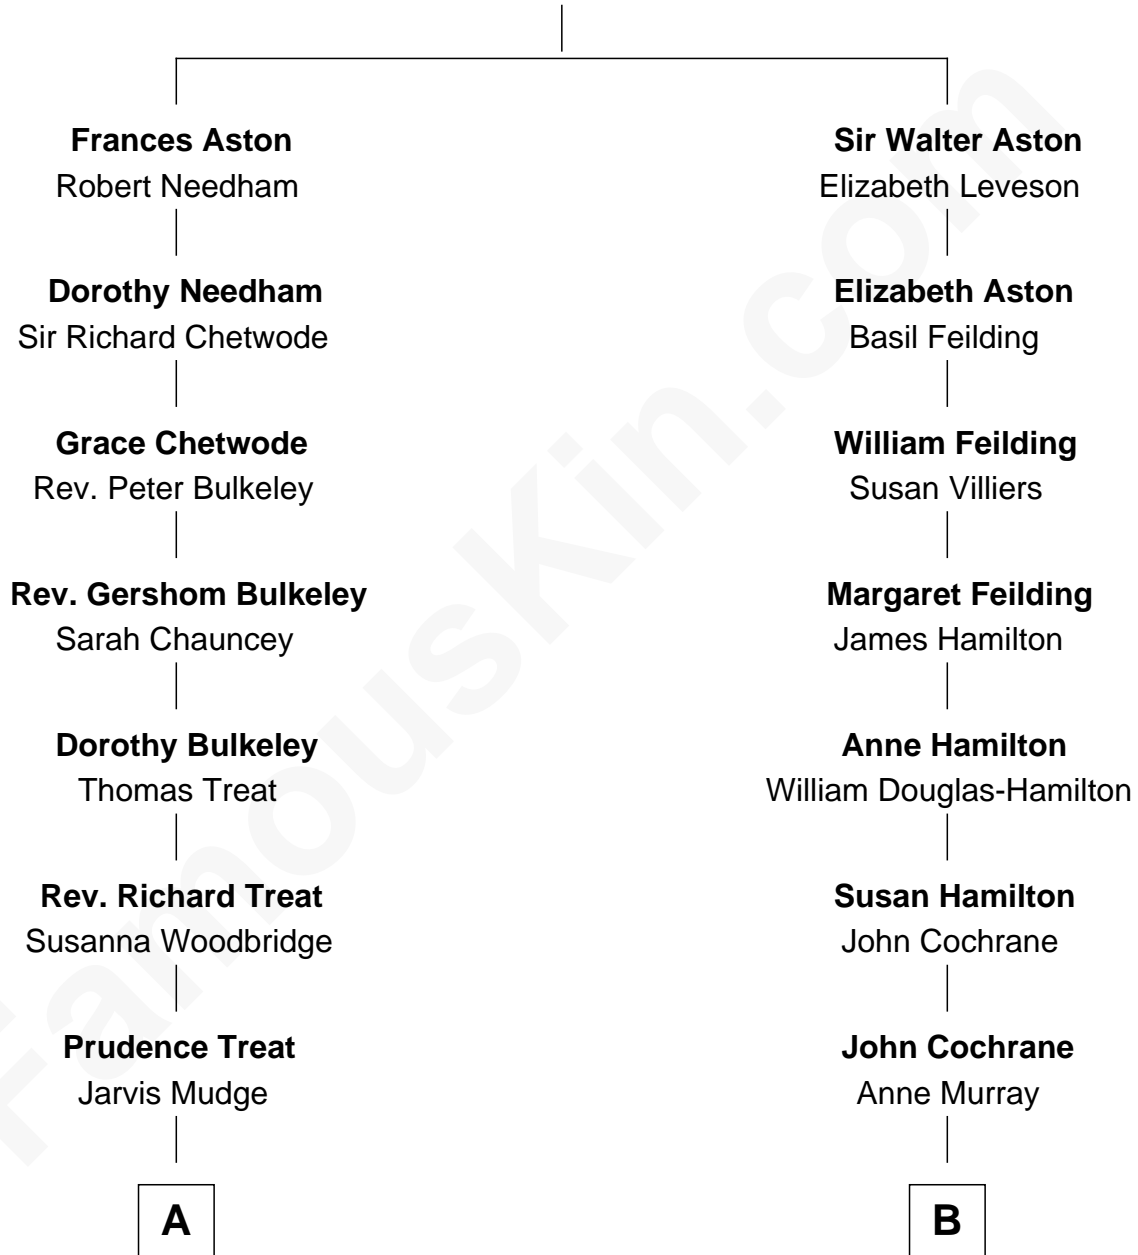 Frances Aston
Robert Needham
Dorothy Needham
Sir Richard Chetwode
Grace Chetwode
Rev. Peter Bulkeley
Rev. Gershom Bulkeley
Sarah Chauncey
Dorothy Bulkeley
Thomas Treat
Rev. Richard Treat
Susanna Woodbridge
Prudence Treat
Jarvis Mudge
A
Sir Walter Aston
Elizabeth Leveson
Elizabeth Aston
Basil Feilding
William Feilding
Susan Villiers
Margaret Feilding
James Hamilton
Anne Hamilton
William Douglas-Hamilton
Susan Hamilton
John Cochrane
John Cochrane
Anne Murray
B
FamousKin.com